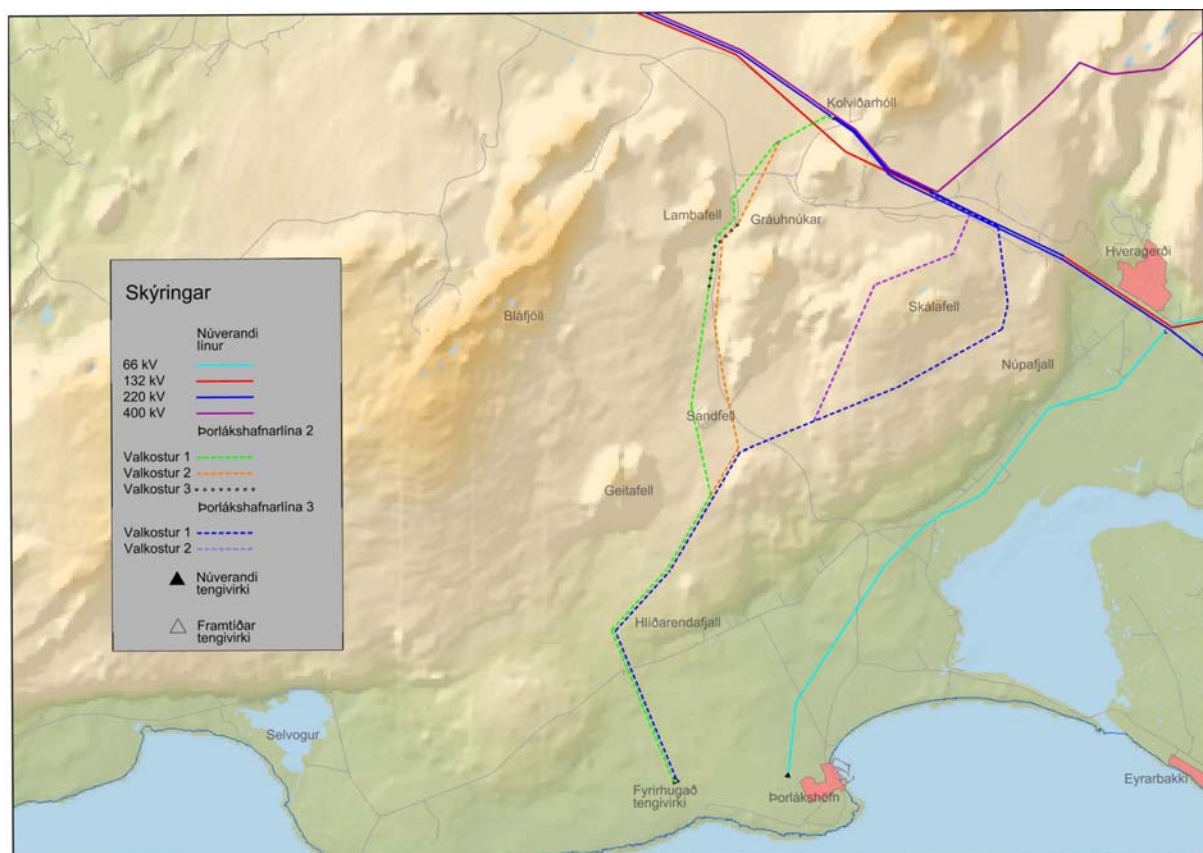 Kolviðarhóll
Lambafell
Gráuhnúkar
Hveragerði
Skýringar
Bláfjöll
Skálafell
Núverandi
línur
Núpafjall
66 kV
132 kV
220 kV
400 kV
Sandfell
Þorlákshafnarlína 2
Valkostur 1
Valkostur 2
Valkostur 3
Geitafell
Þorlákshafnarlína 3
Valkostur 1
Valkostur 2
Núverandi
tengivirki
Framtíðar
tengivirki
Hlíðarendafjall
Selvogur
Fyrirhugað
tengivirki
Þorlákshöfn
Eyrarbakki